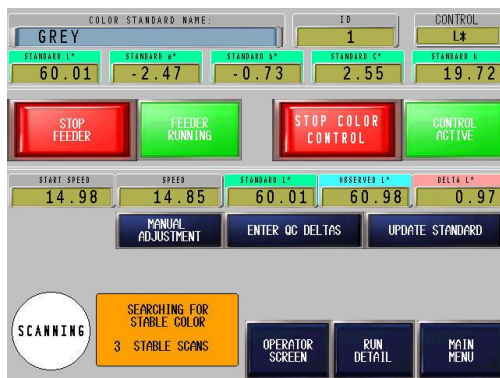 COLOR STANDARD NAME: ID CONTROL
GREY 1 L*
STANDARD L* STANDARD a* STANDARD b* STANDARD C* STANDARD h
60.01 -2.47 -0.73 2.55 19.72
STOP FEEDER RUNNING STOP COLOR CONTROL
FEEDER RUNNING CONTROL ACTIVE
START SPEED SPEED STANDARD L* OBSERVED L* DELTA L*
14.98 14.85 60.01 60.98 0.97
MANUAL ENTER QC DELTAS UPDATE STANDARD
ADJUSTMENT
SEARCHING FOR
STABLE COLOR
SCANNING 3 STABLE SCANS
OPERATOR RUN MAIN
SCREEN DETAIL MENU